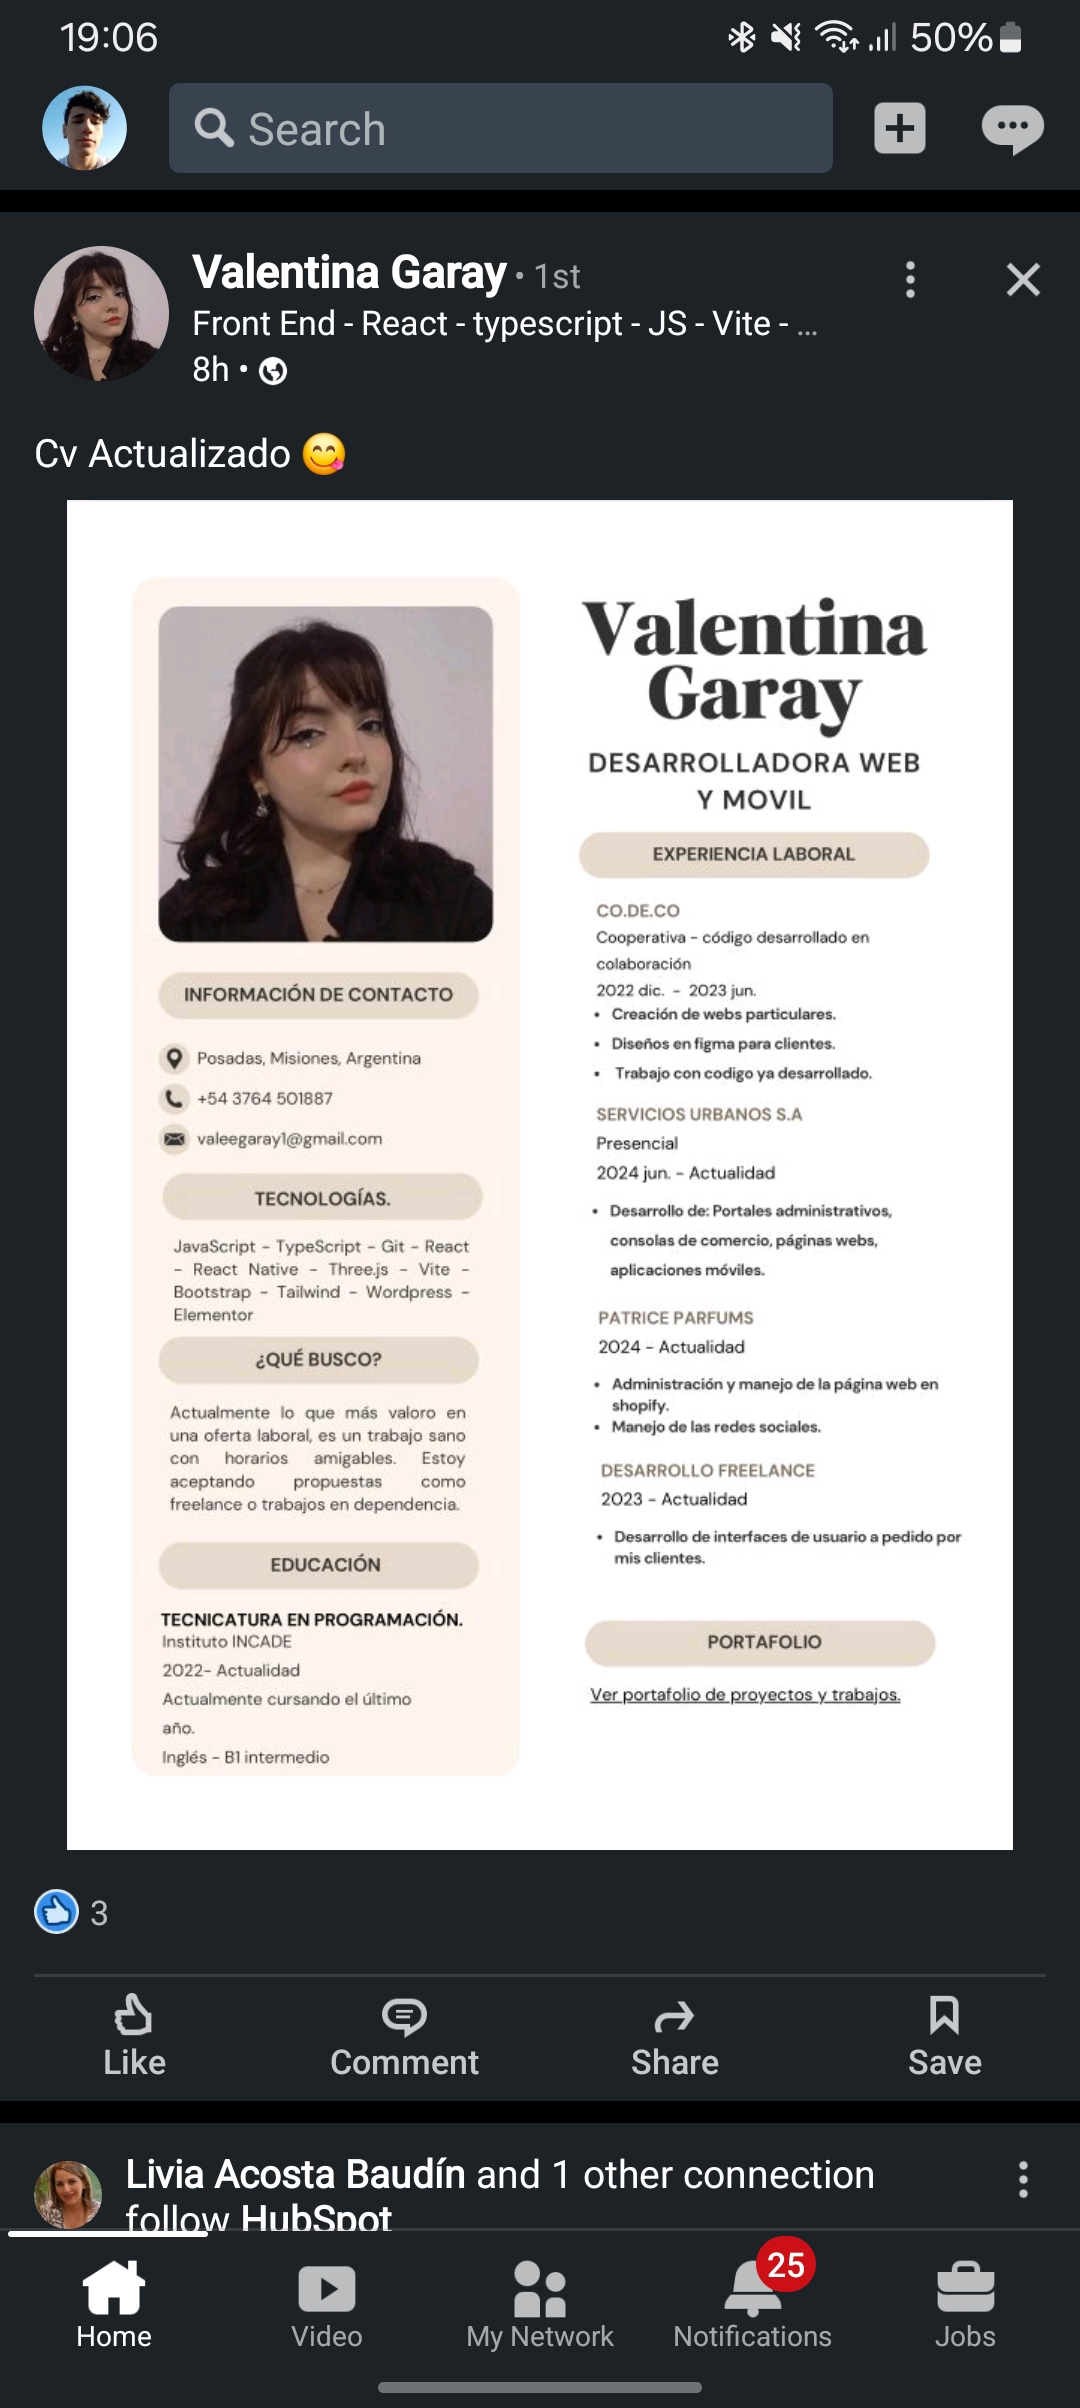 19:06
50%
Search
Valentina Garay • 1st
Front End - React - typescript - JS - Vite - ...
8h •
Cv Actualizado 😋
INFORMACIÓN DE CONTACTO
Posadas, Misiones, Argentina
+54 3764 501887
valeegaray1@gmail.com
TECNOLOGÍAS.
JavaScript - TypeScript - Git - React
- React Native - Three.js - Vite -
Bootstrap - Tailwind - Wordpress -
Elementor
¿QUÉ BUSCO?
Actualmente lo que más valoro en
una oferta laboral, es un trabajo sano
con horarios amigables. Estoy
aceptando propuestas como
freelance o trabajos en dependencia.
EDUCACIÓN
TECNICATURA EN PROGRAMACIÓN.
Instituto INCADE
2022- Actualidad
Actualmente cursando el último
año.
Inglés - B1 intermedio
Valentina
Garay
DESARROLLADORA WEB
Y MOVIL
EXPERIENCIA LABORAL
CO.DE.CO
Cooperativa - código desarrollado en
colaboración
2022 dic. - 2023 jun.
• Creación de webs particulares.
• Diseños en figma para clientes.
• Trabajo con codigo ya desarrollado.
SERVICIOS URBANOS S.A
Presencial
2024 jun. - Actualidad
• Desarrollo de: Portales administrativos,
consolas de comercio, páginas webs,
aplicaciones móviles.
PATRICE PARFUMS
2024 - Actualidad
• Administración y manejo de la página web en
shopify.
• Manejo de las redes sociales.
DESARROLLO FREELANCE
2023 - Actualidad
• Desarrollo de interfaces de usuario a pedido por
mis clientes.
PORTAFOLIO
Ver portafolio de proyectos y trabajos.
3
Like
Comment
Share
Save
Livia Acosta Baudín and 1 other connection
follow HubSpot
25
Home
Video
My Network
Notifications
Jobs